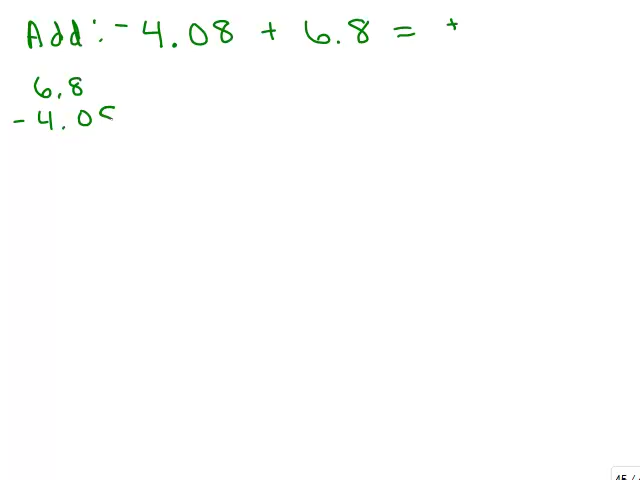 Add: -4.08 + 6.8 = +
6.8
- 4.0